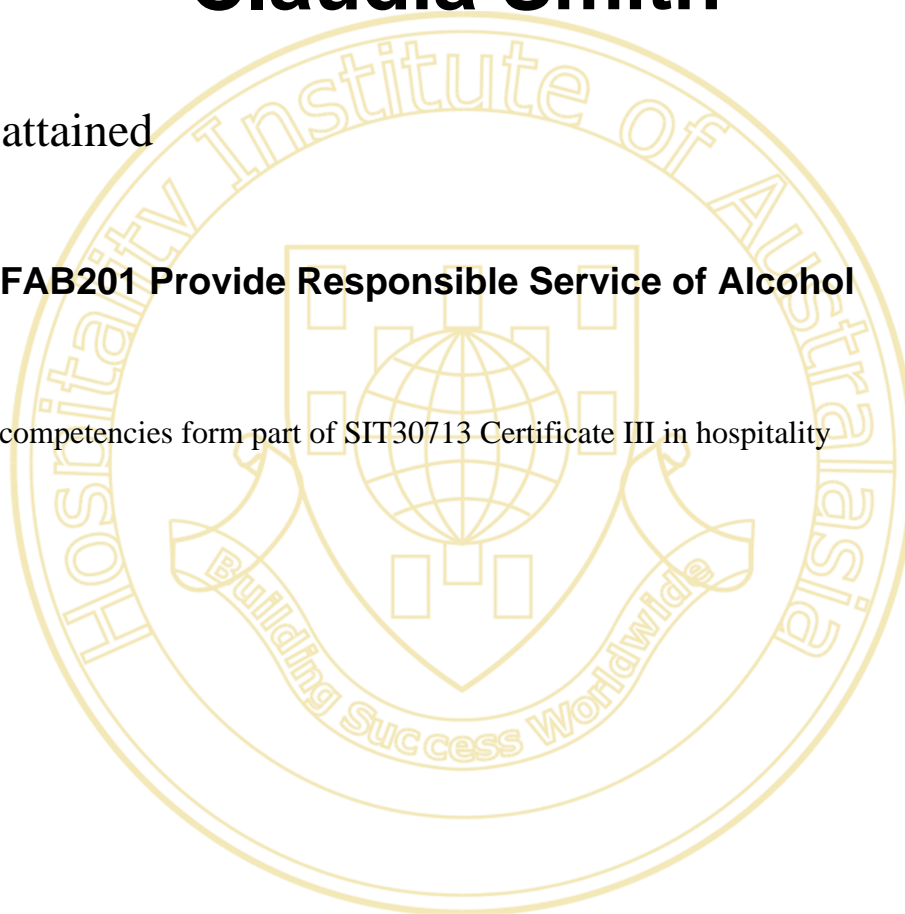 Claudia Smith
attained
FAB201 Provide Responsible Service of Alcohol
competencies form part of SIT30713 Certificate III in hospitality
Hospitality Institute of Australasia
Building Success Worldwide